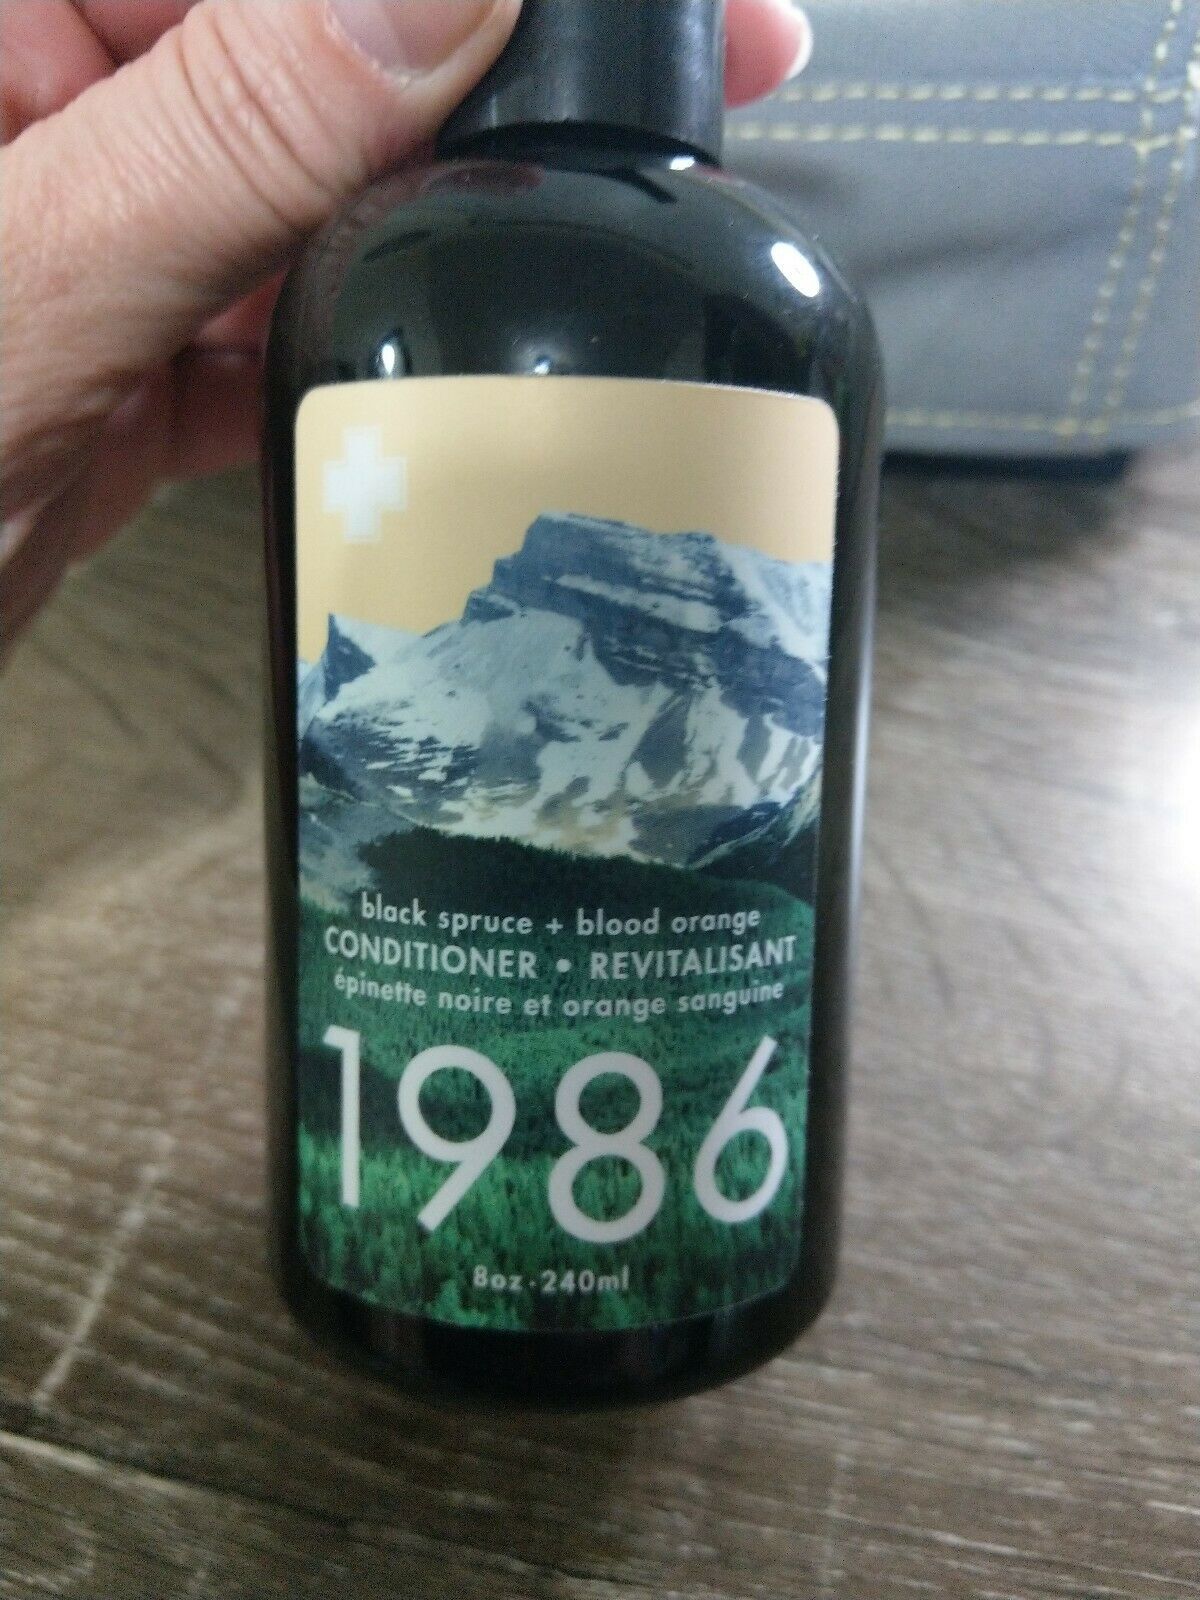 black spruce + blood orange
CONDITIONER • REVITALISANT
épinette noire et orange sanguine
1986
8oz · 240ml